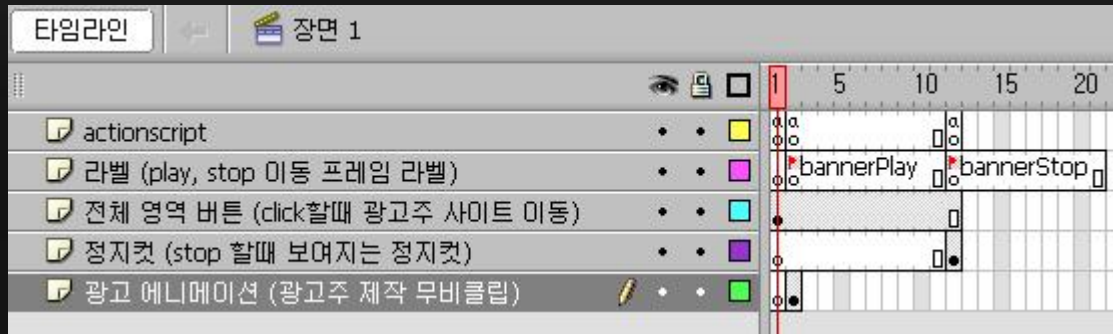 타임라인 장면 1
1 5 10 15 20
actionscript
라벨 (play, stop 이동 프레임 라벨) bannerPlay bannerStop
전체 영역 버튼 (click할때 광고주 사이트 이동)
정지컷 (stop 할때 보여지는 정지컷)
광고 에니메이션 (광고주 제작 무비클립)